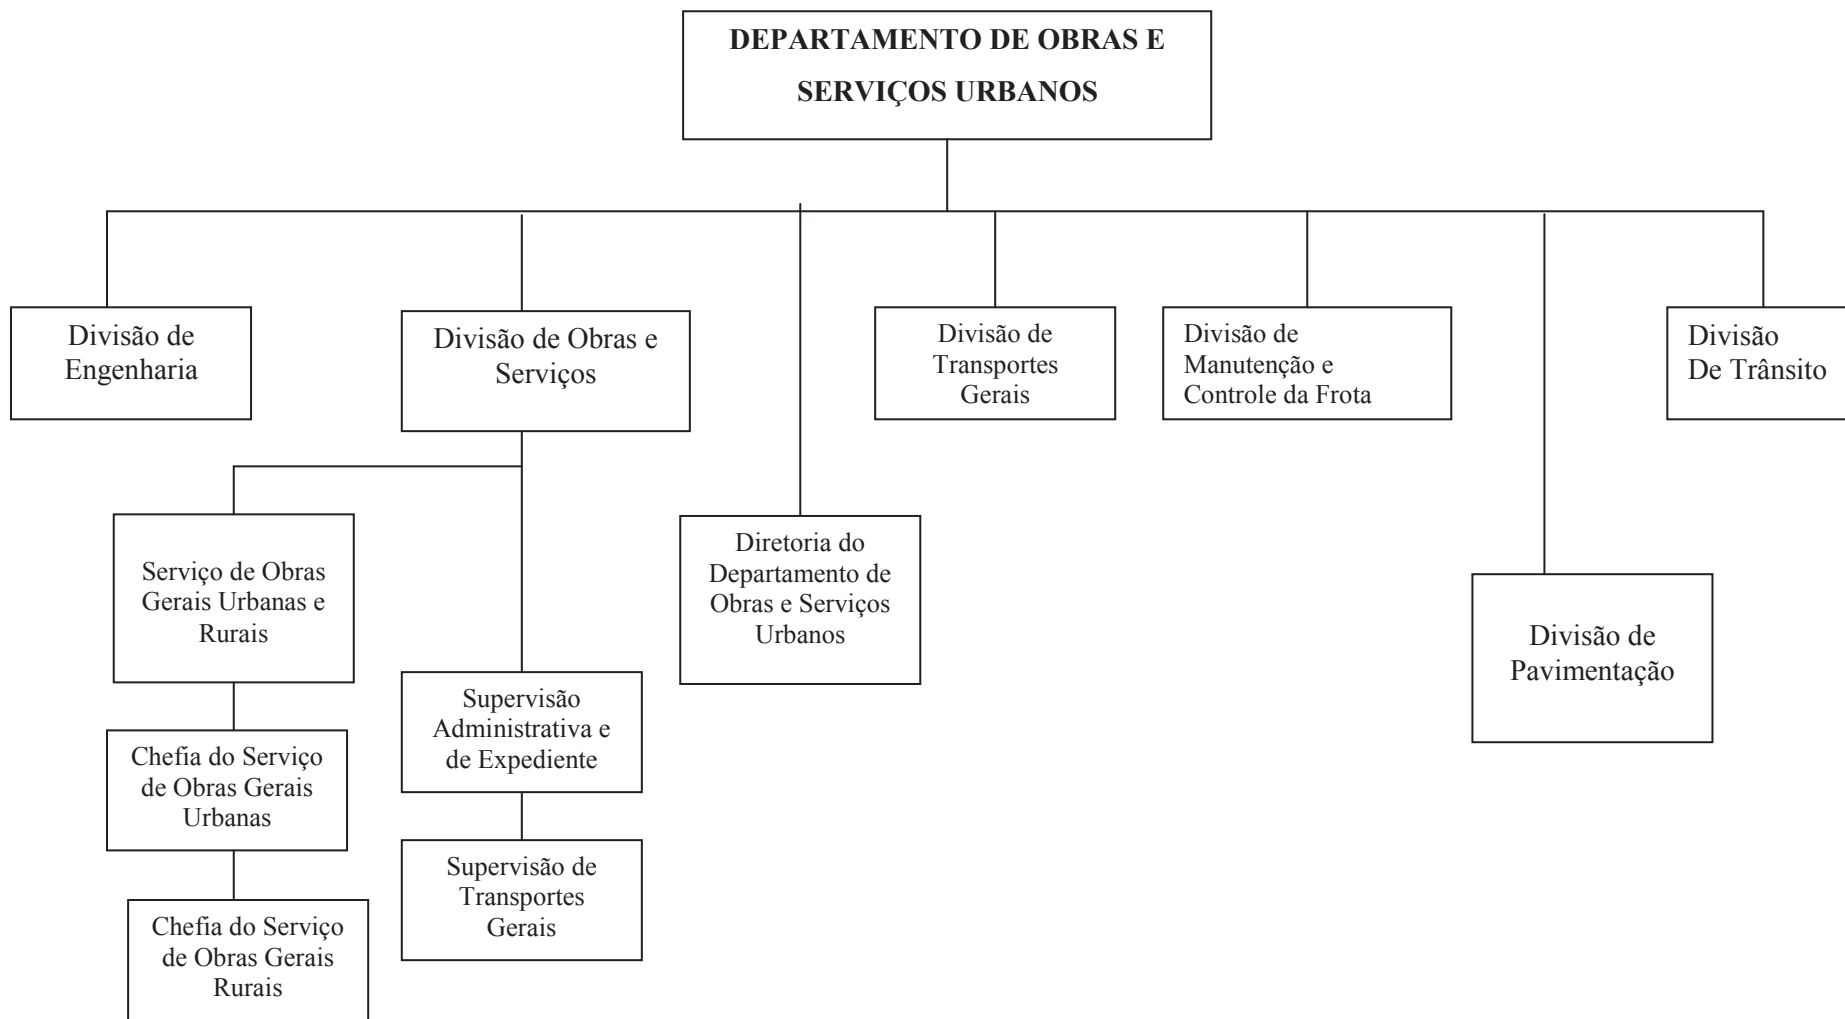 DEPARTAMENTO DE OBRAS E
SERVIÇOS URBANOS
Divisão de
Engenharia
Divisão de Obras e
Serviços
Divisão de
Transportes
Gerais
Divisão de
Manutenção e
Controle da Frota
Divisão
De Trânsito
Serviço de Obras
Gerais Urbanas e
Rurais
Diretoria do
Departamento de
Obras e Serviços
Urbanos
Divisão de
Pavimentação
Supervisão
Administrativa e
de Expediente
Chefia do Serviço
de Obras Gerais
Urbanas
Supervisão de
Transportes
Gerais
Chefia do Serviço
de Obras Gerais
Rurais